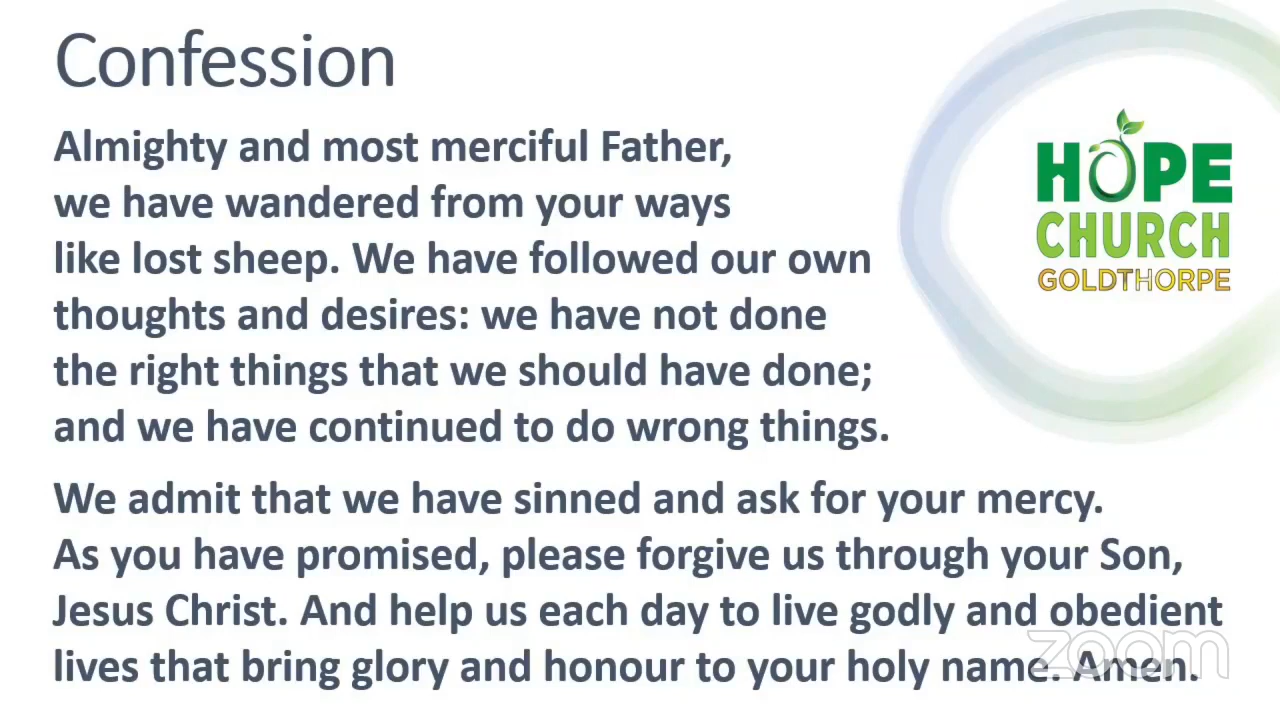 Confession
Almighty and most merciful Father,
we have wandered from your ways
like lost sheep. We have followed our own
thoughts and desires: we have not done
the right things that we should have done;
and we have continued to do wrong things.
We admit that we have sinned and ask for your mercy.
As you have promised, please forgive us through your Son,
Jesus Christ. And help us each day to live godly and obedient
lives that bring glory and honour to your holy name. Amen.
HOPE
CHURCH
GOLDTHORPE
zoom